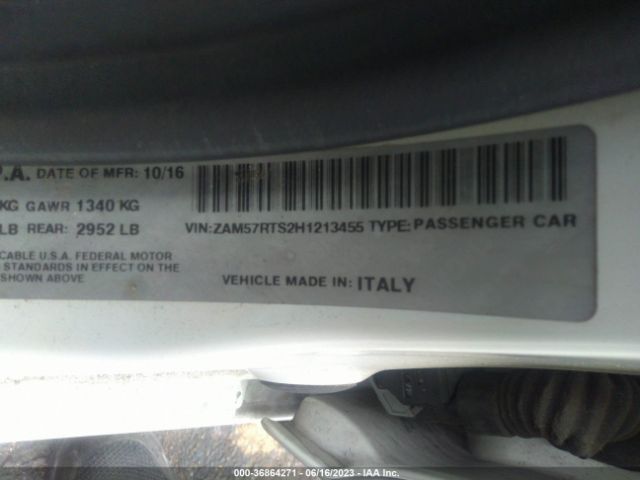 P.A. DATE OF MFR: 10/16
KG GAWR 1340 KG
LB REAR: 2952 LB
VIN:ZAM57RTS2H1213455 TYPE:PASSENGER CAR
CABLE U.S.A. FEDERAL MOTOR
STANDARDS IN EFFECT ON THE
SHOWN ABOVE
VEHICLE MADE IN: ITALY
000-36864271 - 06/16/2023 - IAA Inc.